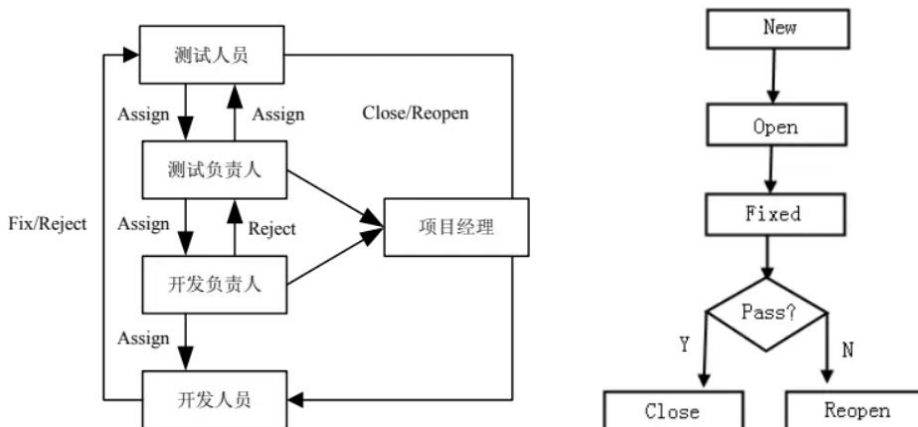 测试人员
Assign
Assign
Close/Reopen
测试负责人
Fix/Reject
Assign
Reject
项目经理
开发负责人
Assign
开发人员
New
Open
Fixed
Pass?
Y
N
Close
Reopen